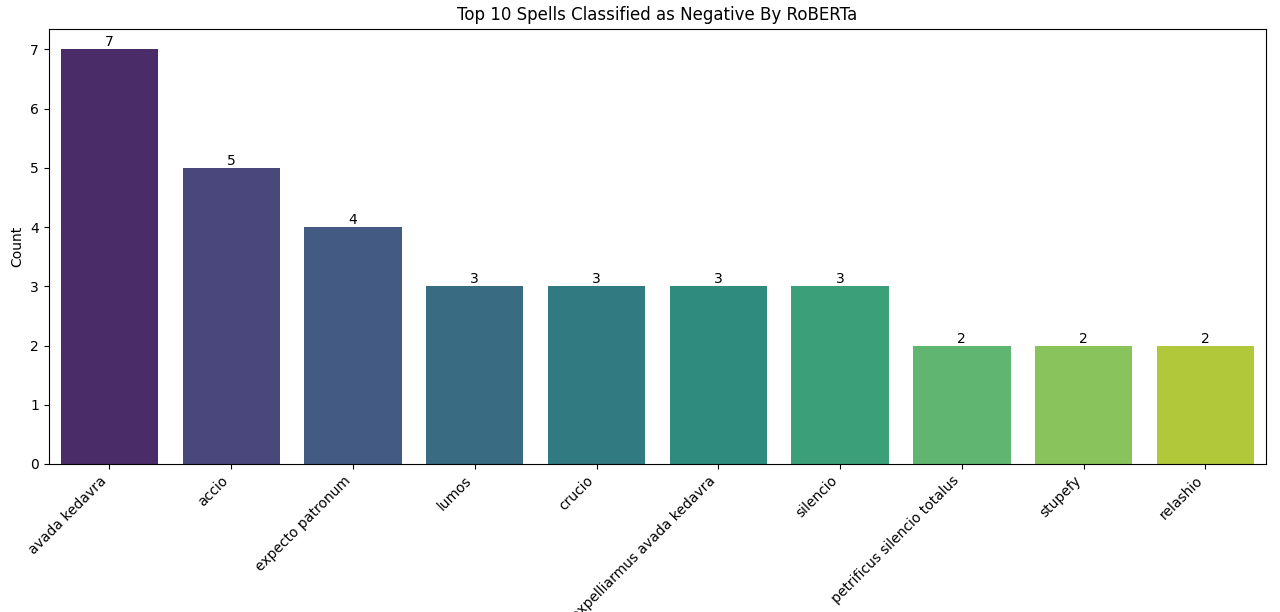 Top 10 Spells Classified as Negative By RoBERTa
Count
7
6
5
4
3
2
1
0
7
5
4
3
3
3
3
2
2
2
avada kedavra
accio
expecto patronum
lumos
crucio
xpelliarmus avada kedavra
silencio
petrificus silencio totalus
stupefy
relashio